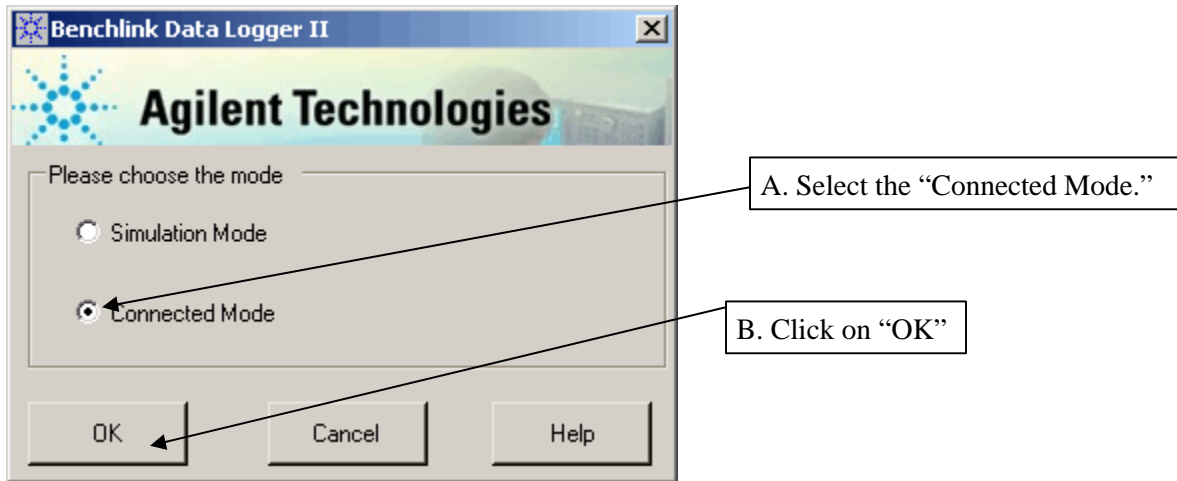 Benchlink Data Logger II
Agilent Technologies
Please choose the mode
Simulation Mode
Connected Mode
OK
Cancel
Help
A. Select the “Connected Mode.”
B. Click on “OK”